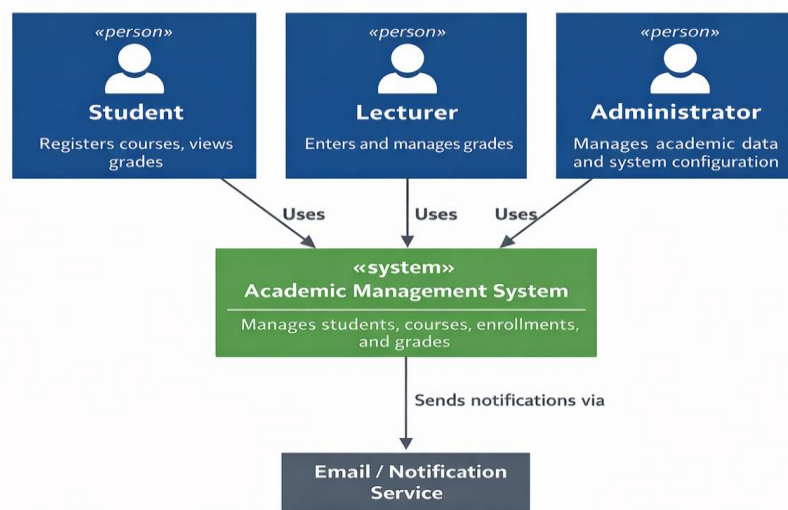 «person»
Student
Registers courses, views
grades
«person»
Lecturer
Enters and manages grades
«person»
Administrator
Manages academic data
and system configuration
Uses
Uses
Uses
«system»
Academic Management System
Manages students, courses, enrollments,
and grades
Sends notifications via
Email / Notification
Service